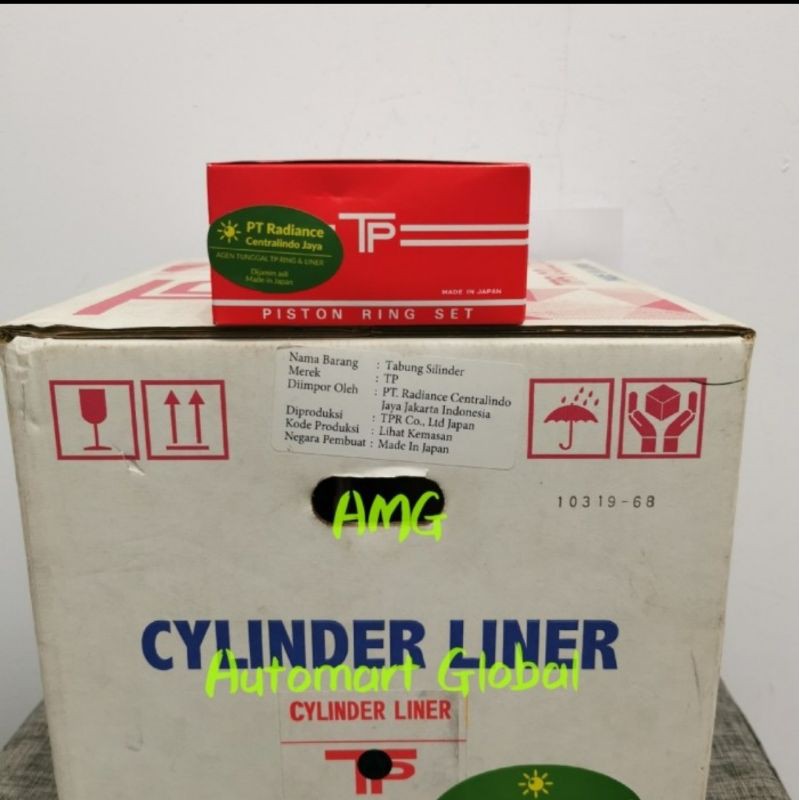 PT Radiance
Centralindo Jaya
AGEN TUNGGAL TP RING & LINER
Dijamin asli
Made in Japan
TP
MADE IN JAPAN
PISTON RING SET
Nama Barang : Tabung Silinder
Merek : TP
Diimpor Oleh : PT. Radiance Centralindo
Jaya Jakarta Indonesia
Diproduksi : TPR Co., Ltd Japan
Kode Produksi : Lihat Kemasan
Negara Pembuat : Made In Japan
10319-68
AMG
CYLINDER LINER
Automart Global
CYLINDER LINER
TP